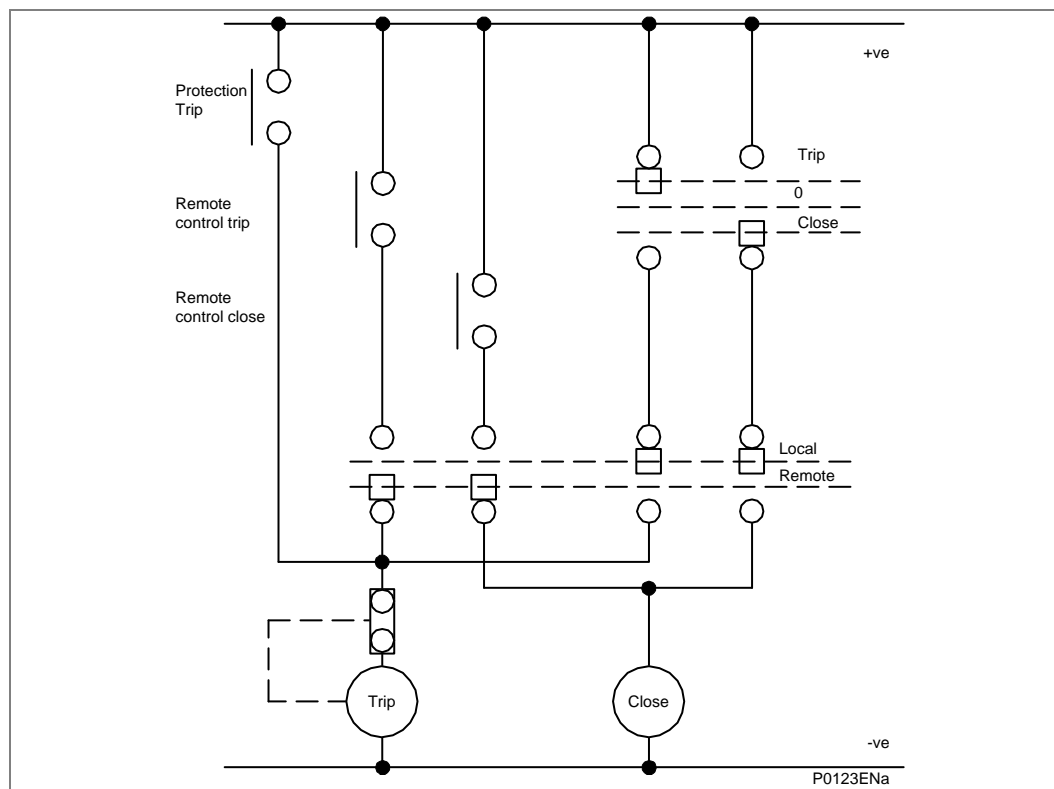 +ve
Protection
Trip
Trip
0
Close
Remote
control trip
Remote
control close
Local
Remote
Trip
Close
-ve
P0123ENa